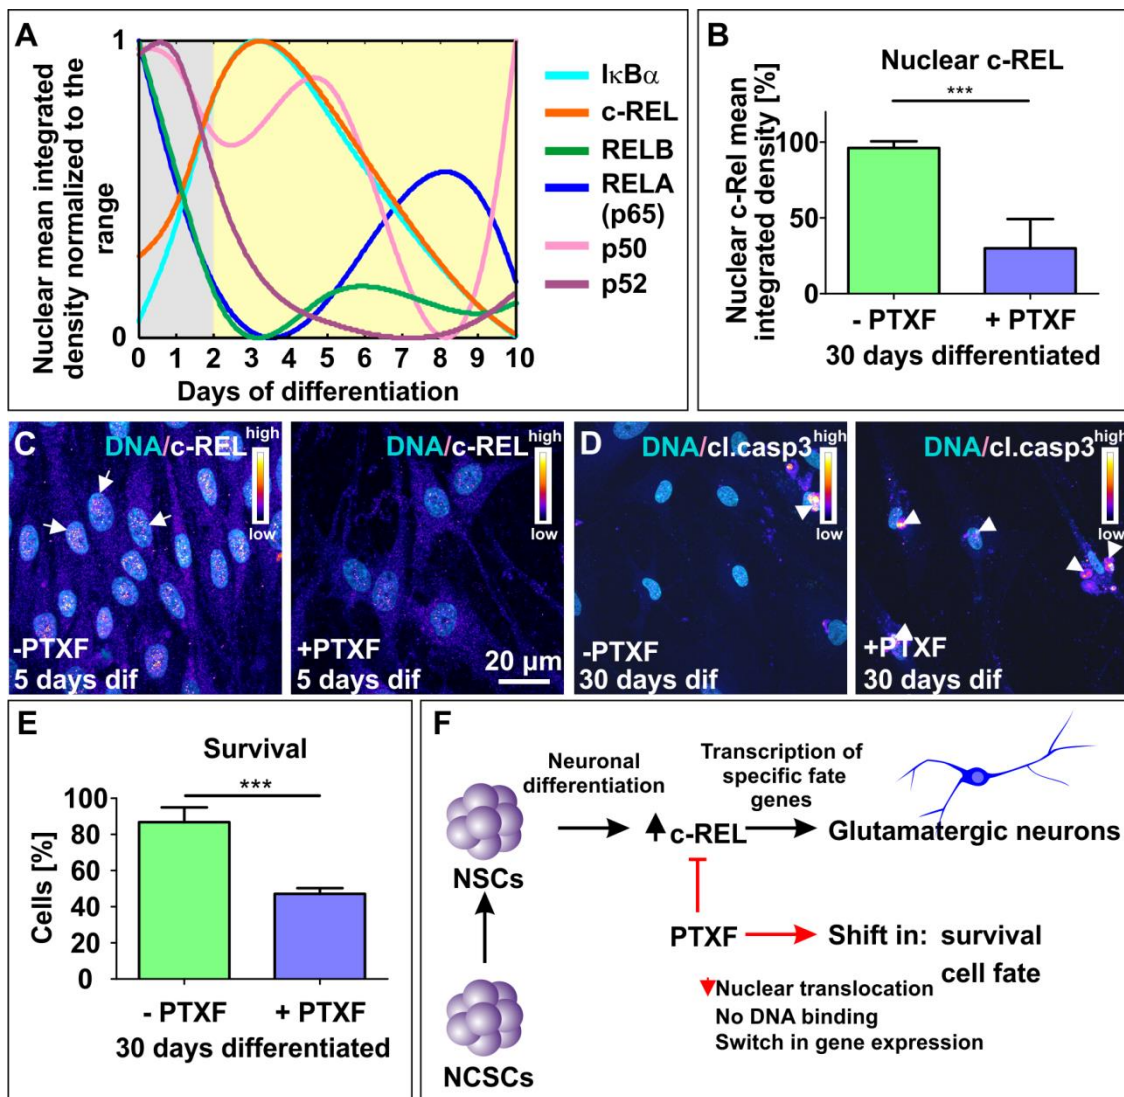 A
Nuclear mean integrated
density normalized to the
range
1
0
0 1 2 3 4 5 6 7 8 9 10
Days of differentiation
IκBα
c-REL
RELB
RELA
(p65)
p50
p52
B
Nuclear c-REL
***
Nuclear c-Rel mean
integrated density [%]
100
50
0
- PTXF + PTXF
30 days differentiated
C
DNA/c-REL
high
low
-PTXF
5 days dif
DNA/c-REL
high
low
+PTXF
5 days dif
20 µm
D
DNA/cl.casp3
high
low
-PTXF
30 days dif
DNA/cl.casp3
high
low
+PTXF
30 days dif
E
Survival
***
Cells [%]
100
80
60
40
20
0
- PTXF + PTXF
30 days differentiated
F
Neuronal
differentiation
Transcription of
specific fate
genes
NSCs
c-REL
Glutamatergic neurons
PTXF
Shift in: survival
cell fate
Nuclear translocation
No DNA binding
Switch in gene expression
NCSCs